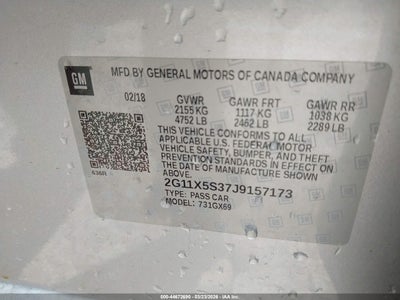 GM
MFD BY GENERAL MOTORS OF CANADA COMPANY
02/18 GVWR GAWR FRT GAWR RR
2155 KG 1117 KG 1038 KG
4752 LB 2462 LB 2289 LB
THIS VEHICLE CONFORMS TO ALL
APPLICABLE U.S. FEDERAL MOTOR
VEHICLE SAFETY, BUMPER, AND THEFT
PREVENTION STANDARDS IN EFFECT ON
THE DATE OF MANUFACTURE SHOWN
ABOVE.
2G11X5S37J9157173
TYPE: PASS CAR
MODEL: 731GX69
636R
500-44673690 - 03/23/2026 - IAA Inc.